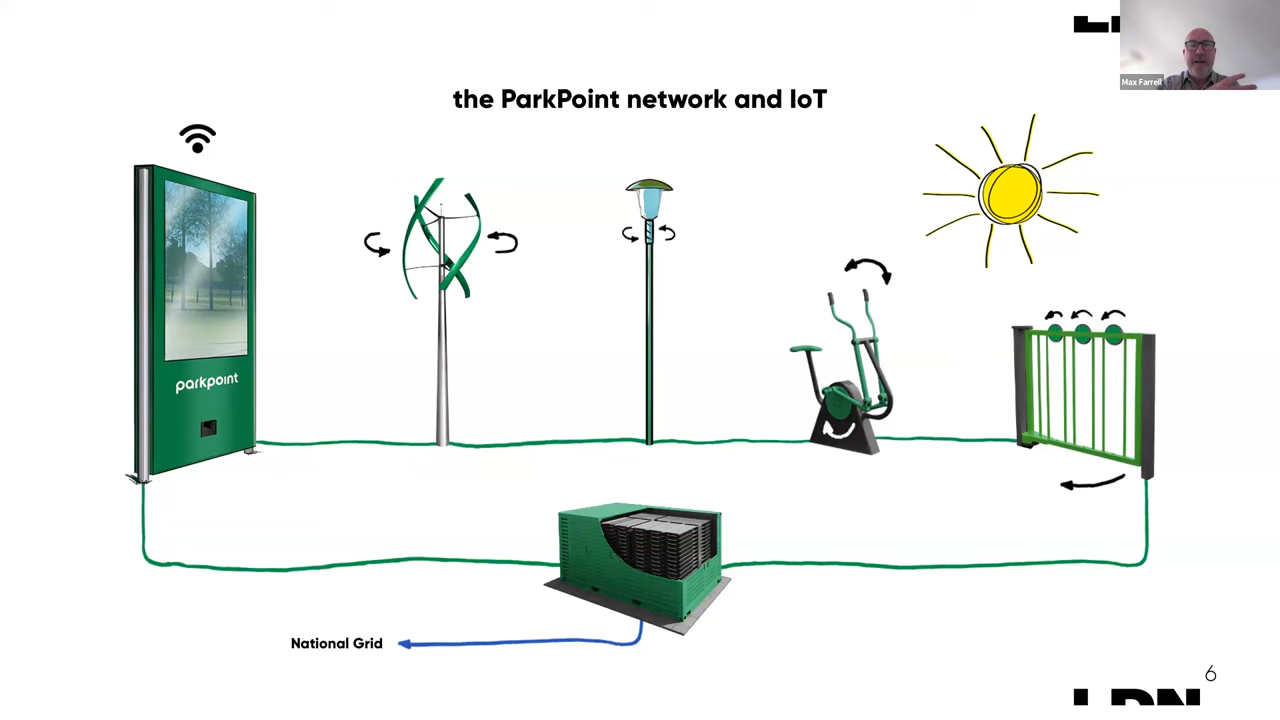 Max Farrell
the ParkPoint network and IoT
parkpoint
National Grid
6